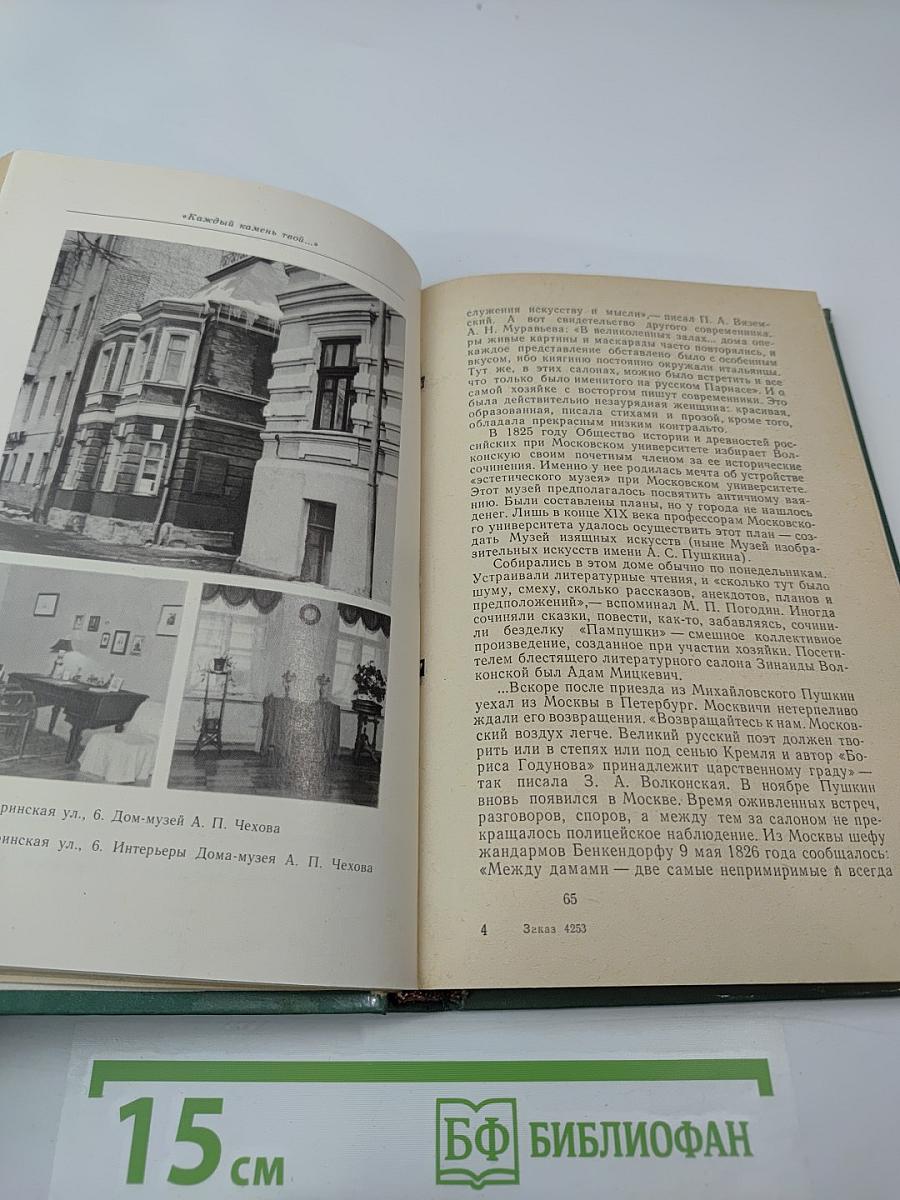 «Каждый камень твой...»
ринская ул., 6. Дом-музей А. П. Чехова
ринская ул., 6. Интерьеры Дома-музея А. П. Чехова
служения искусству и мысли»,— писал П. А. Вязем-
ский. А вот свидетельство другого современника,
А. Н. Муравьева: «В великолепных залах... дома опе-
ры живые картины и маскарады часто повторялись, и
каждое представление обставлено было с особенным
вкусом, ибо княгиню постоянно окружали итальянцы.
Тут же, в этих салонах, можно было встретить и все
что только было именитого на русском Парнасе». И о
самой хозяйке с восторгом пишут современники. Это
была действительно незаурядная женщина: красивая,
образованная, писала стихами и прозой, кроме того,
обладала прекрасным низким контральто.
В 1825 году Общество истории и древностей рос-
сийских при Московском университете избирает Вол-
конскую своим почетным членом за ее исторические
сочинения. Именно у нее родилась мечта об устройстве
«эстетического музея» при Московском университете.
Этот музей предполагалось посвятить античному вая-
нию. Были составлены планы, но у города не нашлось
денег. Лишь в конце XIX века профессорам Московско-
го университета удалось осуществить этот план — соз-
дать Музей изящных искусств (ныне Музей изобра-
зительных искусств имени А. С. Пушкина).
Собирались в этом доме обычно по понедельникам.
Устраивали литературные чтения, и «сколько тут было
шуму, смеху, сколько рассказов, анекдотов, планов и
предположений»,— вспоминал М. П. Погодин. Иногда
сочиняли сказки, повести, как-то, забавляясь, сочини-
ли безделку «Пампушки» — смешное коллективное
произведение, созданное при участии хозяйки. Посети-
телем блестящего литературного салона Зинаиды Вол-
конской был Адам Мицкевич.
...Вскоре после приезда из Михайловского Пушкин
уехал из Москвы в Петербург. Москвичи нетерпеливо
ждали его возвращения. «Возвращайтесь к нам. Москов-
ский воздух легче. Великий русский поэт должен тво-
рить или в степях или под сенью Кремля и автор «Бо-
риса Годунова» принадлежит царственному граду» —
так писала З. А. Волконская. В ноябре Пушкин
вновь появился в Москве. Время оживленных встреч,
разговоров, споров, а между тем за салоном не пре-
кращалось полицейское наблюдение. Из Москвы шефу
жандармов Бенкендорфу 9 мая 1826 года сообщалось:
«Между дамами — две самые непримиримые и всегда
65
4 Заказ 4253
15 см
БФ БИБЛИОФАН